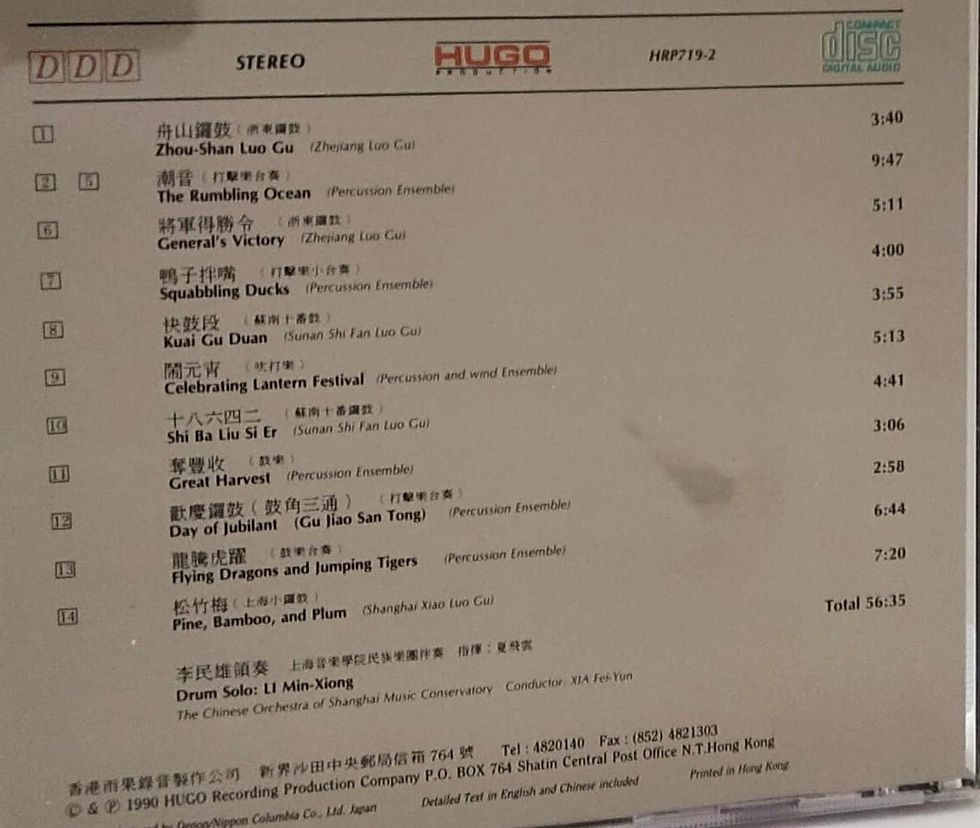 DDD STEREO HUGO PRODUCTION HRP719-2 COMPACT disc DIGITAL AUDIO
1 舟山鑼鼓（浙東鑼鼓） 3:40
Zhou-Shan Luo Gu (Zhejiang Luo Gu)
2 5 潮音（打擊樂合奏） 9:47
The Rumbling Ocean (Percussion Ensemble)
6 將軍得勝令 （浙東鑼鼓） 5:11
General's Victory (Zhejiang Luo Gu)
7 鴨子拌嘴 （打擊樂小合奏） 4:00
Squabbling Ducks (Percussion Ensemble)
8 快鼓段 （蘇南十番鼓） 3:55
Kuai Gu Duan (Sunan Shi Fan Luo Gu)
9 鬧元宵 （吹打樂） 5:13
Celebrating Lantern Festival (Percussion and wind Ensemble)
10 十八六四二 （蘇南十番鑼鼓） 4:41
Shi Ba Liu Si Er (Sunan Shi Fan Luo Gu)
11 奪豐收 （鼓樂） 3:06
Great Harvest (Percussion Ensemble)
12 歡慶鑼鼓（鼓角三通） （打擊樂合奏） 2:58
Day of Jubilant (Gu Jiao San Tong) (Percussion Ensemble)
13 龍騰虎躍 （鼓樂合奏） 6:44
Flying Dragons and Jumping Tigers (Percussion Ensemble)
14 松竹梅（上海小鑼鼓） 7:20
Pine, Bamboo, and Plum (Shanghai Xiao Luo Gu)
Total 56:35
李民雄領奏 上海音樂學院民族樂團伴奏 指揮：夏飛雲
Drum Solo: LI Min-Xiong
The Chinese Orchestra of Shanghai Music Conservatory Conductor: XIA Fei-Yun
香港雨果錄音製作公司 新界沙田中央郵局信箱 764 號 Tel : 4820140 Fax : (852) 4821303
© & ℗ 1990 HUGO Recording Production Company P.O. BOX 764 Shatin Central Post Office N.T.Hong Kong
by Denon/Nippon Columbia Co., Ltd. Japan Detailed Text in English and Chinese included Printed in Hong Kong.